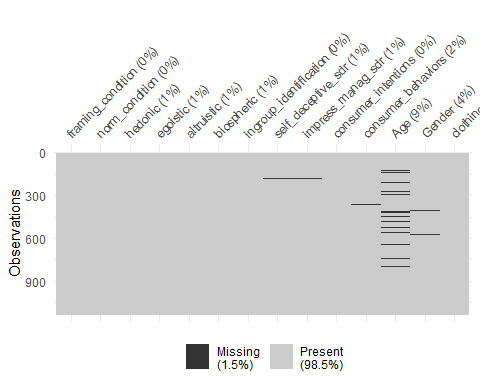 framing_condition (0%)
norm_condition (0%)
hedonic (1%)
egoistic (1%)
altruistic (1%)
biospheric (1%)
ingroup_identification (0%)
self_deceptive_sdr (1%)
impress_manag_sdr (1%)
consumer_intentions (0%)
consumer_behaviors (2%)
Age (9%)
Gender (4%)
clothing
0
300
600
900
Observations
Missing
(1.5%)
Present
(98.5%)